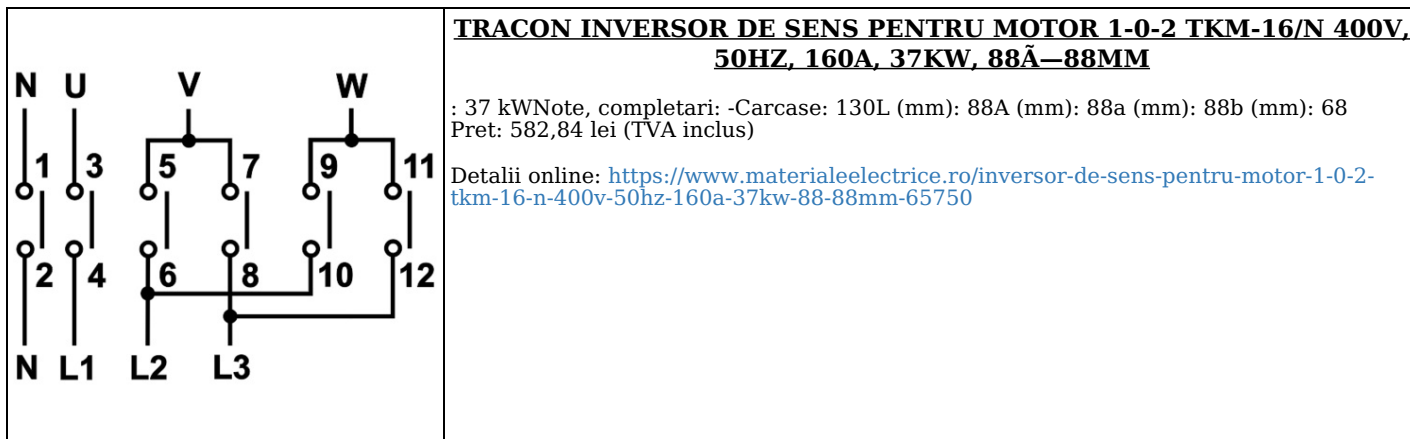 N U V W
1 3 5 7 9 11
2 4 6 8 10 12
N L1 L2 L3
TRACON INVERSOR DE SENS PENTRU MOTOR 1-0-2 TKM-16/N 400V,
50HZ, 160A, 37KW, 88Ã—88MM
: 37 kWNote, completari: -Carcase: 130L (mm): 88A (mm): 88a (mm): 88b (mm): 68
Pret: 582,84 lei (TVA inclus)
Detalii online: https://www.materialeelectrice.ro/inversor-de-sens-pentru-motor-1-0-2-
tkm-16-n-400v-50hz-160a-37kw-88-88mm-65750